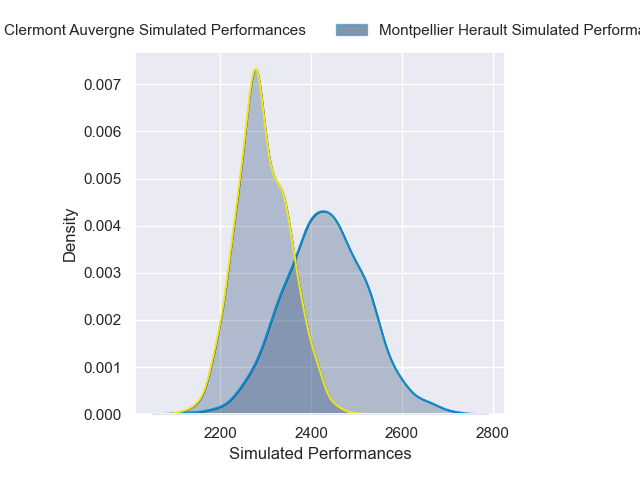 Clermont Auvergne Simulated Performances
Montpellier Herault Simulated
0.007
0.006
0.005
0.004
0.003
0.002
0.001
0.000
Density
2200 2400 2600 2800
Simulated Performances